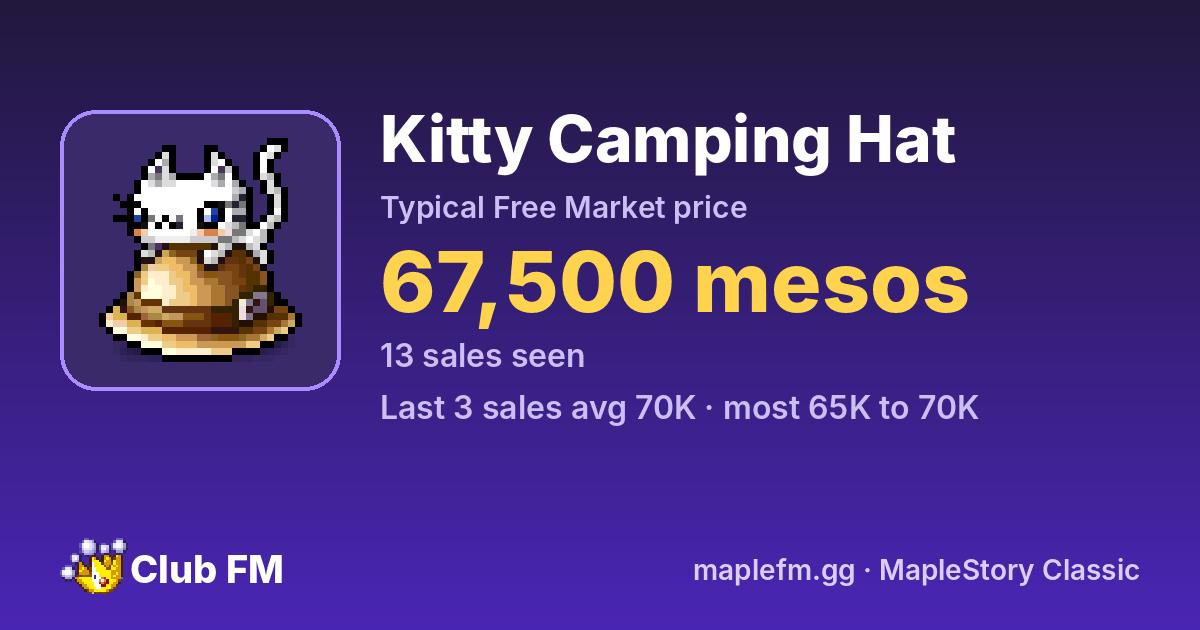 Kitty Camping Hat
Typical Free Market price
67,500 mesos
13 sales seen
Last 3 sales avg 70K · most 65K to 70K
Club FM
maplefm.gg · MapleStory Classic